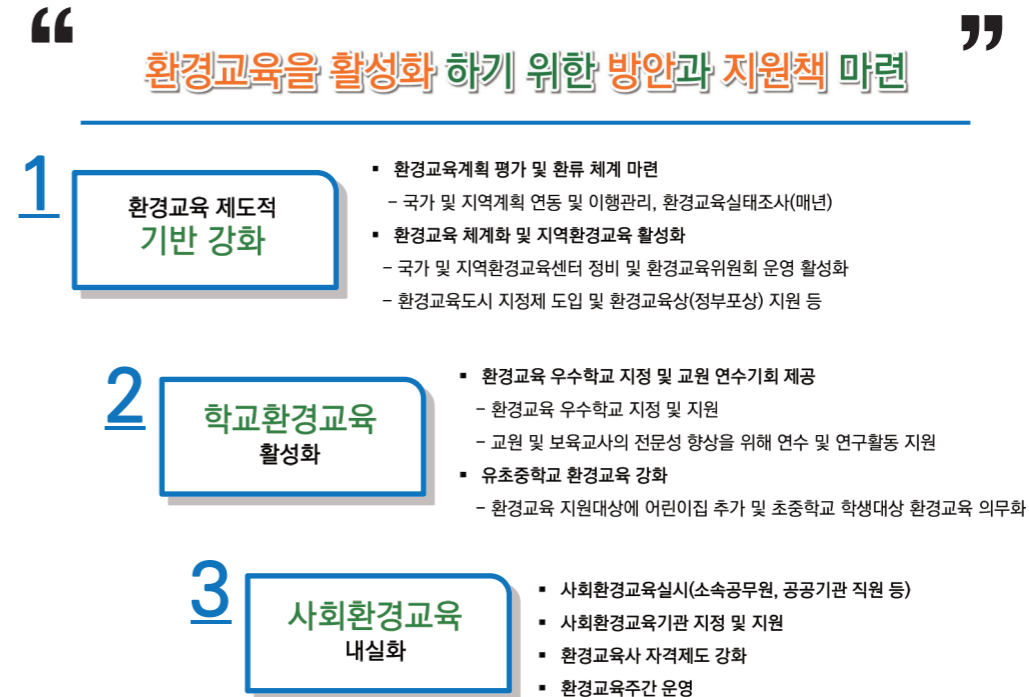 “ ”
환경교육을 활성화 하기 위한 방안과 지원책 마련
1
환경교육 제도적
기반 강화
▪ 환경교육계획 평가 및 환류 체계 마련
– 국가 및 지역계획 연동 및 이행관리, 환경교육실태조사(매년)
▪ 환경교육 체계화 및 지역환경교육 활성화
– 국가 및 지역환경교육센터 정비 및 환경교육위원회 운영 활성화
– 환경교육도시 지정제 도입 및 환경교육상(정부포상) 지원 등
2
학교환경교육
활성화
▪ 환경교육 우수학교 지정 및 교원 연수기회 제공
– 환경교육 우수학교 지정 및 지원
– 교원 및 보육교사의 전문성 향상을 위해 연수 및 연구활동 지원
▪ 유초중학교 환경교육 강화
– 환경교육 지원대상에 어린이집 추가 및 초중학교 학생대상 환경교육 의무화
3
사회환경교육
내실화
▪ 사회환경교육실시(소속공무원, 공공기관 직원 등)
▪ 사회환경교육기관 지정 및 지원
▪ 환경교육사 자격제도 강화
▪ 환경교육주간 운영